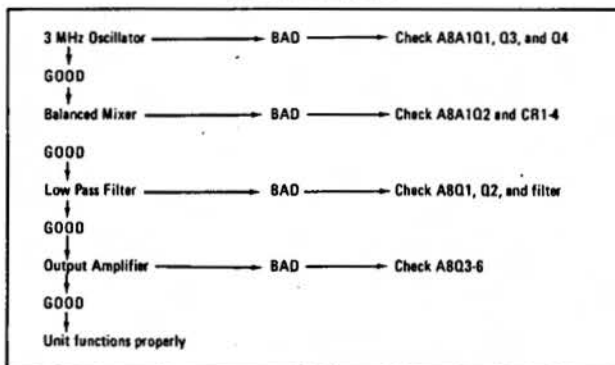 3 MHz Oscillator BAD Check A8A1Q1, Q3, and Q4
GOOD
Balanced Mixer BAD Check A8A1Q2 and CR1-4
GOOD
Low Pass Filter BAD Check A8Q1, Q2, and filter
GOOD
Output Amplifier BAD Check A8Q3-6
GOOD
Unit functions properly